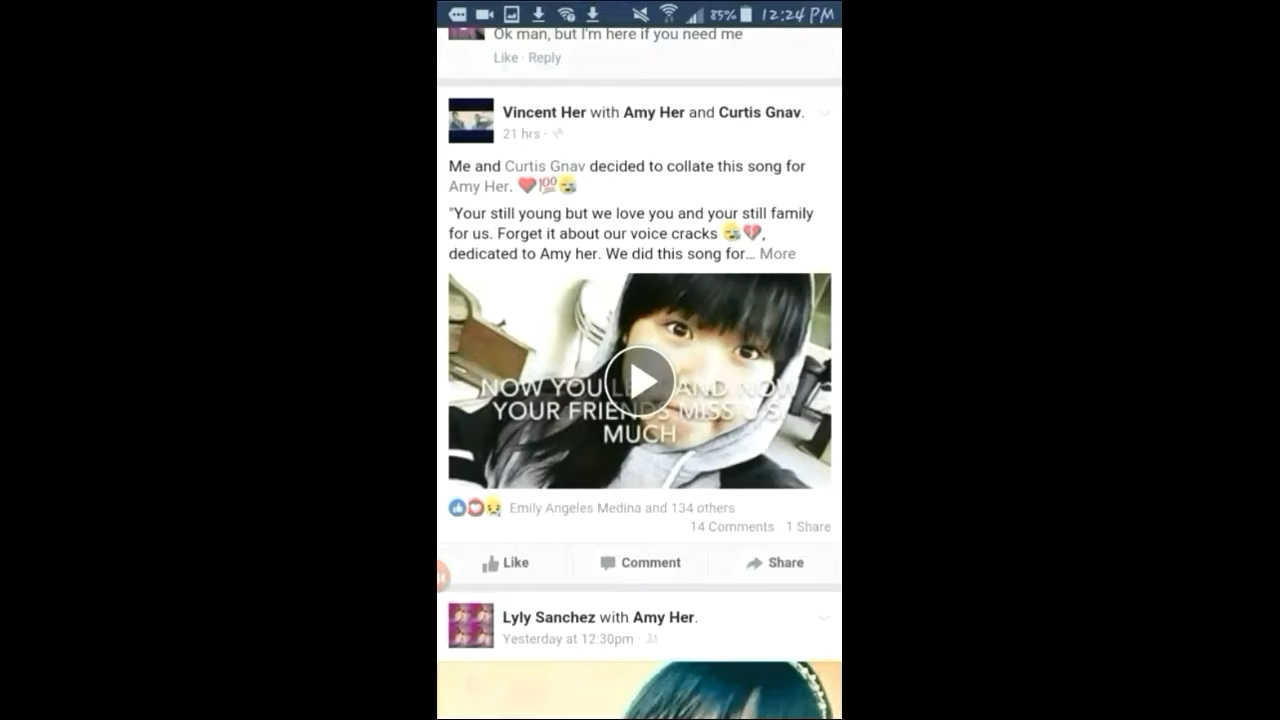 85% 12:24 PM
Ok man, but I'm here if you need me
Like · Reply
Vincent Her with Amy Her and Curtis Gnav.
21 hrs ·
Me and Curtis Gnav decided to collate this song for
Amy Her. ❤️💯😪
"Your still young but we love you and your still family
for us. Forget it about our voice cracks 😪💔,
dedicated to Amy her. We did this song for... More
NOW YOU AND NOW
YOUR FRIENDS MISS U S
MUCH
Emily Angeles Medina and 134 others
14 Comments 1 Share
Like Comment Share
Lyly Sanchez with Amy Her.
Yesterday at 12:30pm ·